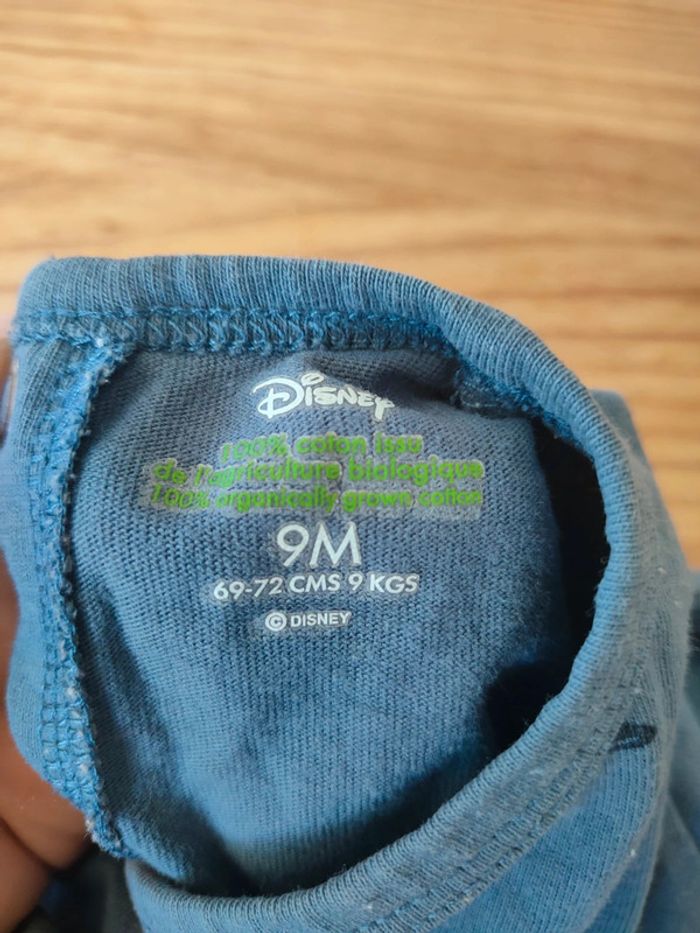 Disney
100% coton issu
de l'agriculture biologique
100% organically grown cotton
9M
69-72 CMS 9 KGS
© DISNEY